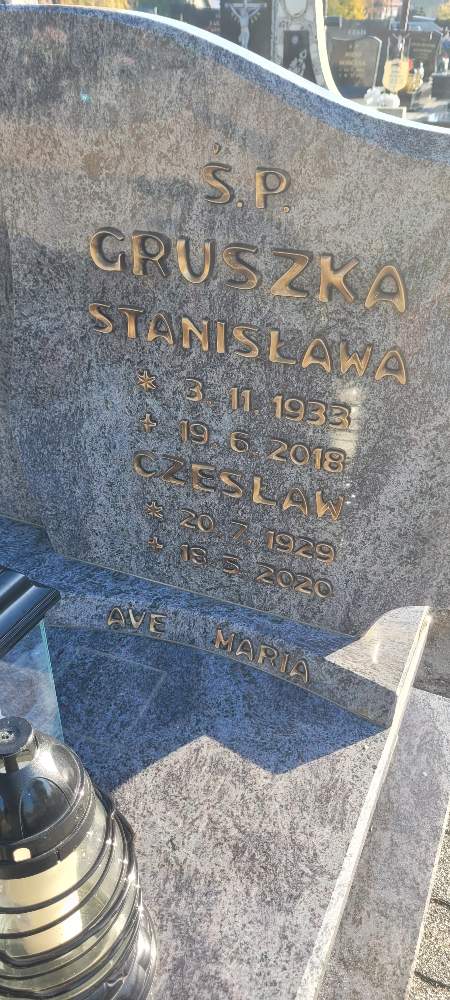 Ś.P.
GRUSZKA
STANISŁAWA
* 3. 11. 1933
+ 19. 6. 2018
CZESŁAW
* 20. 7. 1929
+ 18. 5. 2020
AVE MARIA